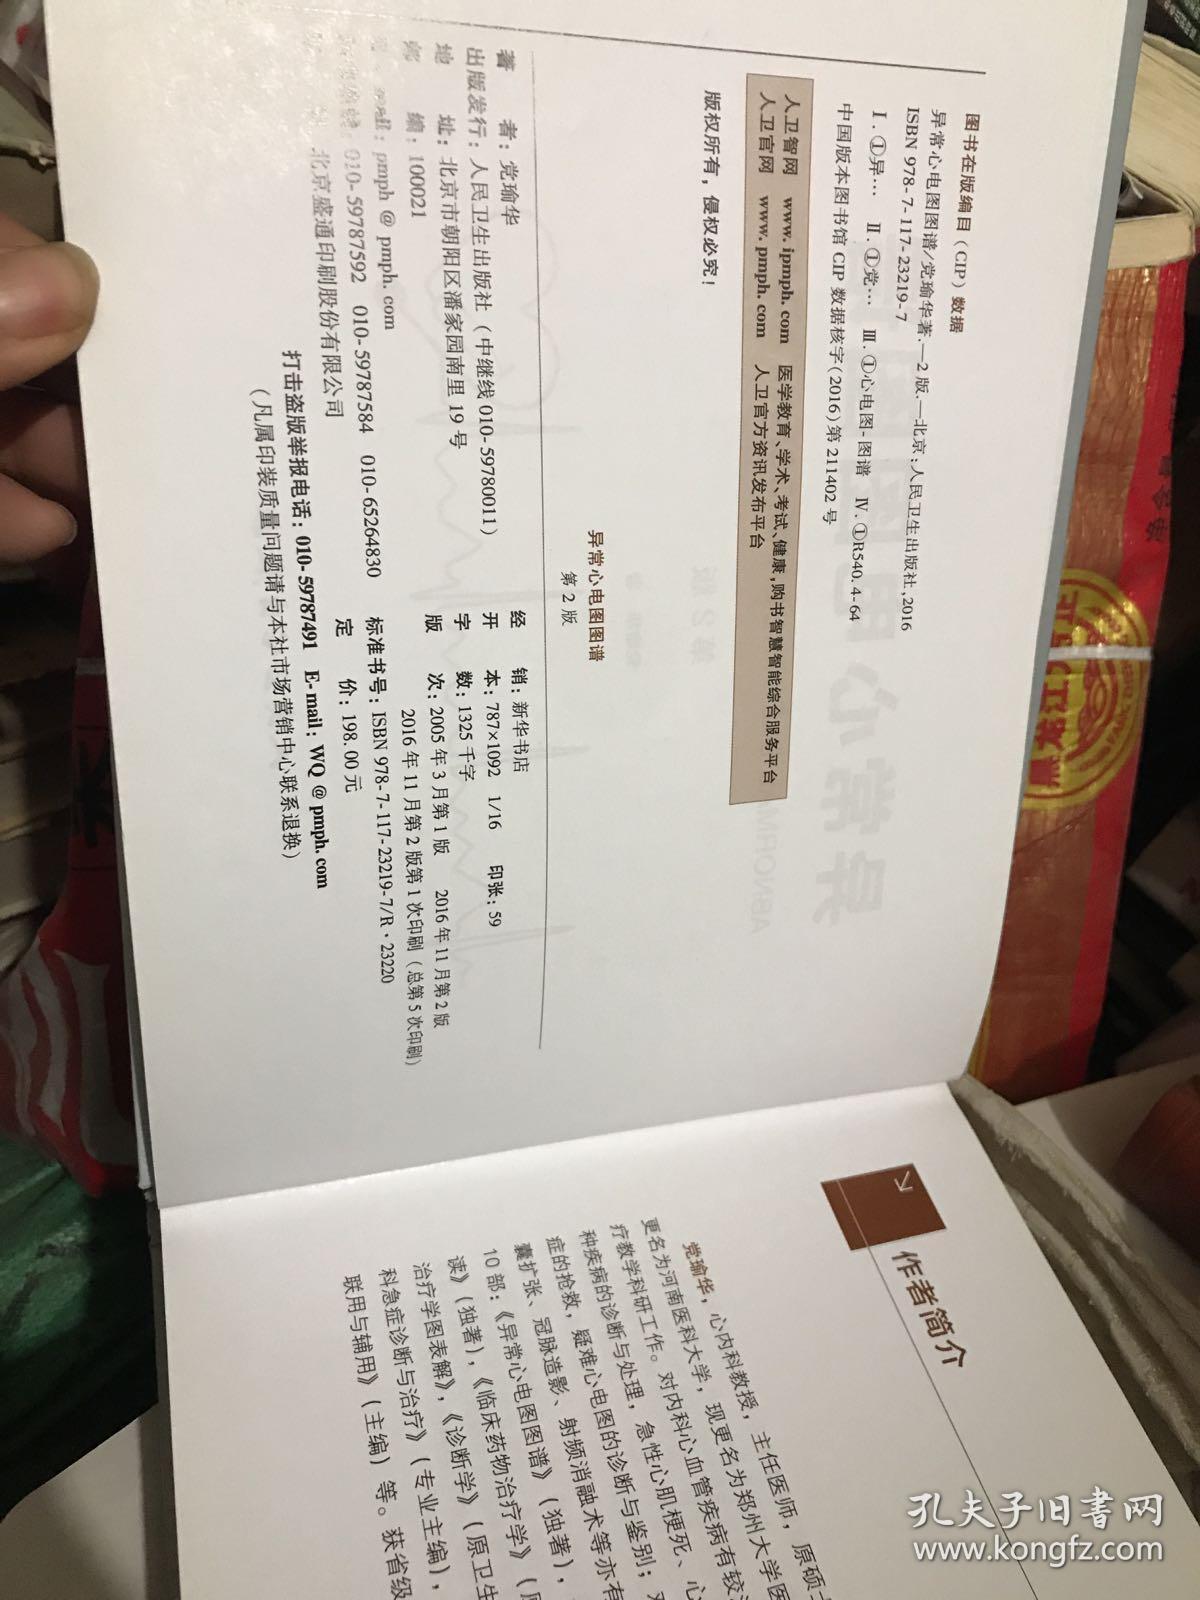 图书在版编目（CIP）数据
异常心电图图谱/党瑜华著.—2版.—北京：人民卫生出版社,2016
ISBN 978-7-117-23219-7
Ⅰ.①异… Ⅱ.①党… Ⅲ.①心电图-图谱 Ⅳ.①R540.4-64
中国版本图书馆CIP数据核字(2016)第211402号
人卫智网 www.ipmph.com 医学教育、学术、考试、健康,购书智慧智能综合服务平台
人卫官网 www.pmph.com 人卫官方资讯发布平台
版权所有，侵权必究！
异常心电图图谱
第2版
著 者：党瑜华
出版发行：人民卫生出版社（中继线 010-59780011）
地 址：北京市朝阳区潘家园南里19号
邮 编：100021
mail：pmph @ pmph.com
010-59787592 010-59787584 010-65264830
北京盛通印刷股份有限公司
经 销：新华书店
开 本：787×1092 1/16 印张：59
字 数：1325千字
版 次：2005年3月第1版 2016年11月第2版
2016年11月第2版第1次印刷（总第5次印刷）
标准书号：ISBN 978-7-117-23219-7/R·23220
定 价：198.00元
打击盗版举报电话：010-59787491 E-mail：WQ @ pmph.com
（凡属印装质量问题请与本社市场营销中心联系退换）
作者简介
党瑜华，心内科教授，主任医师，原硕士
更名为河南医科大学，现更名为郑州大学医
疗教学科研工作。对内科心血管疾病有较
种疾病的诊断与处理，急性心肌梗死、心
症的抢救，疑难心电图的诊断与鉴别；对
囊扩张、冠脉造影、射频消融术等亦有
10部：《异常心电图图谱》（独著），
读》（独著），《临床药物治疗学》（
治疗学图表解》，《诊断学》（原卫生
科急症诊断与治疗》（专业主编），
联用与辅用》（主编）等。获省级
孔夫子旧书网
www.kongfz.com